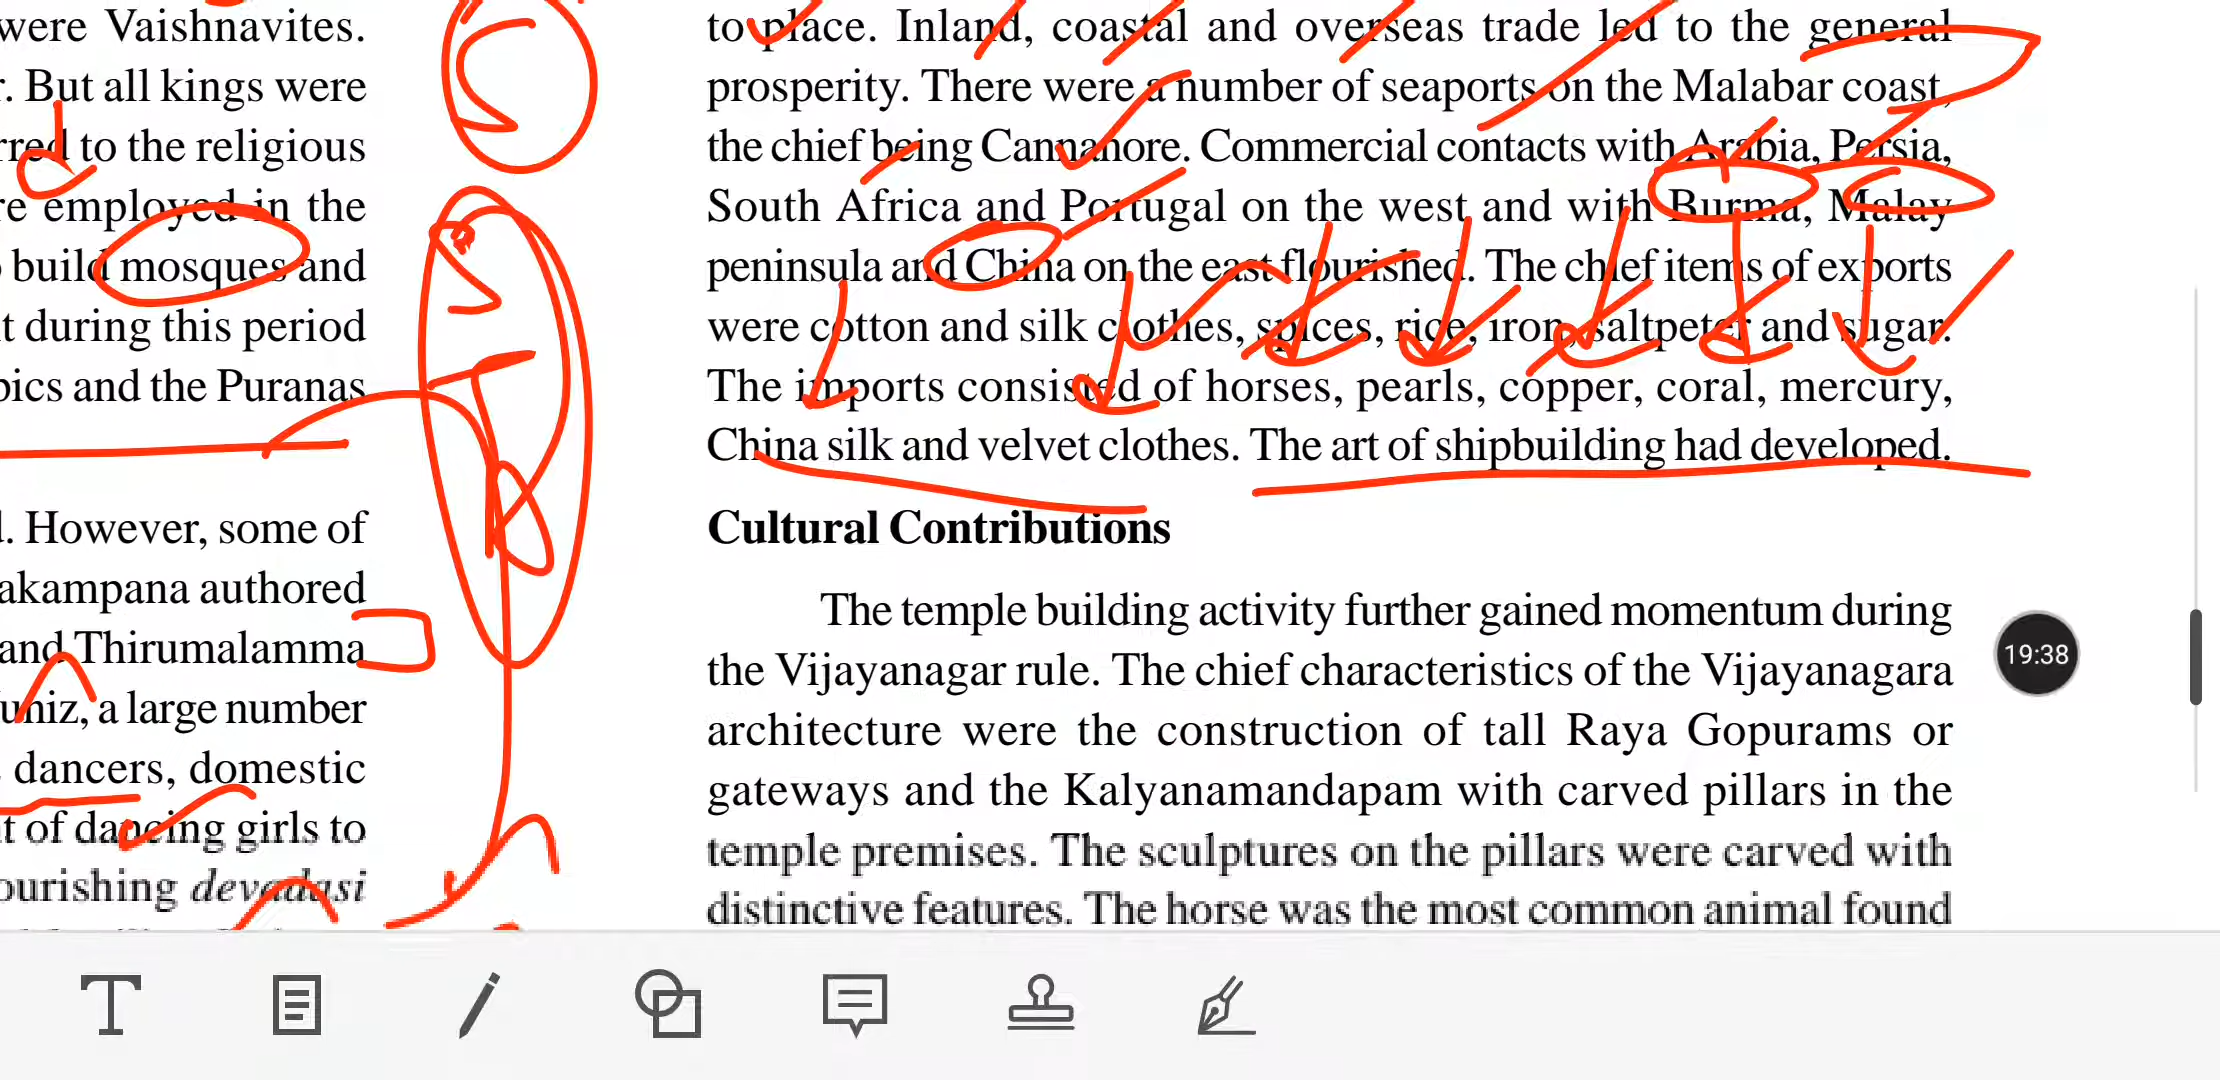 were Vaishnavites.
r. But all kings were
rred to the religious
re employed in the
build mosques and
t during this period
pics and the Puranas
d. However, some of
akampana authored
and Thirumalamma
uniz, a large number
dancers, domestic
t of dancing girls to
ourishing devadasi
to place. Inland, coastal and overseas trade led to the general
prosperity. There were a number of seaports on the Malabar coast,
the chief being Cannanore. Commercial contacts with Arabia, Persia,
South Africa and Portugal on the west and with Burma, Malay
peninsula and China on the east flourished. The chief items of exports
were cotton and silk clothes, spices, rice, iron, saltpeter and sugar.
The imports consisted of horses, pearls, copper, coral, mercury,
China silk and velvet clothes. The art of shipbuilding had developed.
Cultural Contributions
The temple building activity further gained momentum during
the Vijayanagar rule. The chief characteristics of the Vijayanagara
architecture were the construction of tall Raya Gopurams or
gateways and the Kalyanamandapam with carved pillars in the
temple premises. The sculptures on the pillars were carved with
distinctive features. The horse was the most common animal found
19:38